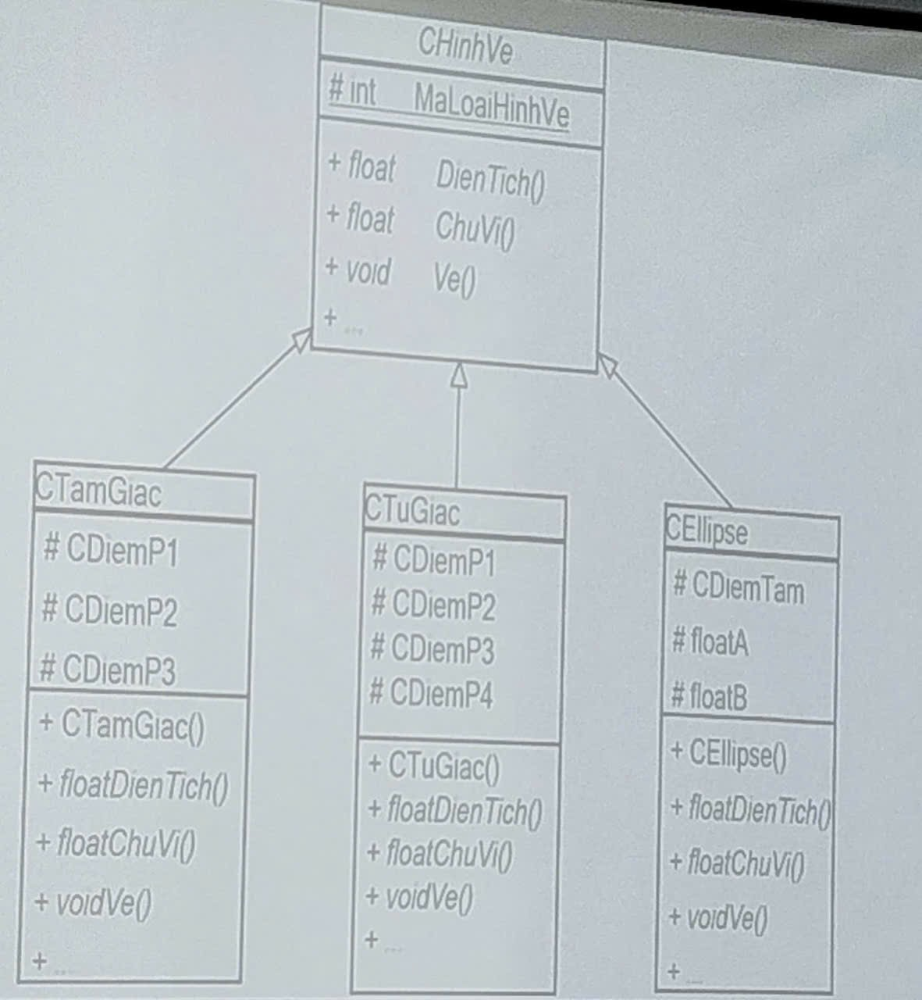 CHinhVe
# int MaLoaiHinhVe
+ float DienTich()
+ float ChuVi()
+ void Ve()
+ ...
CTamGiac
# CDiemP1
# CDiemP2
# CDiemP3
+ CTamGiac()
+ floatDienTich()
+ floatChuVi()
+ voidVe()
+ ...
CTuGiac
# CDiemP1
# CDiemP2
# CDiemP3
# CDiemP4
+ CTuGiac()
+ floatDienTich()
+ floatChuVi()
+ voidVe()
+ ...
CEllipse
# CDiemTam
# floatA
# floatB
+ CEllipse()
+ floatDienTich()
+ floatChuVi()
+ voidVe()
+ ...